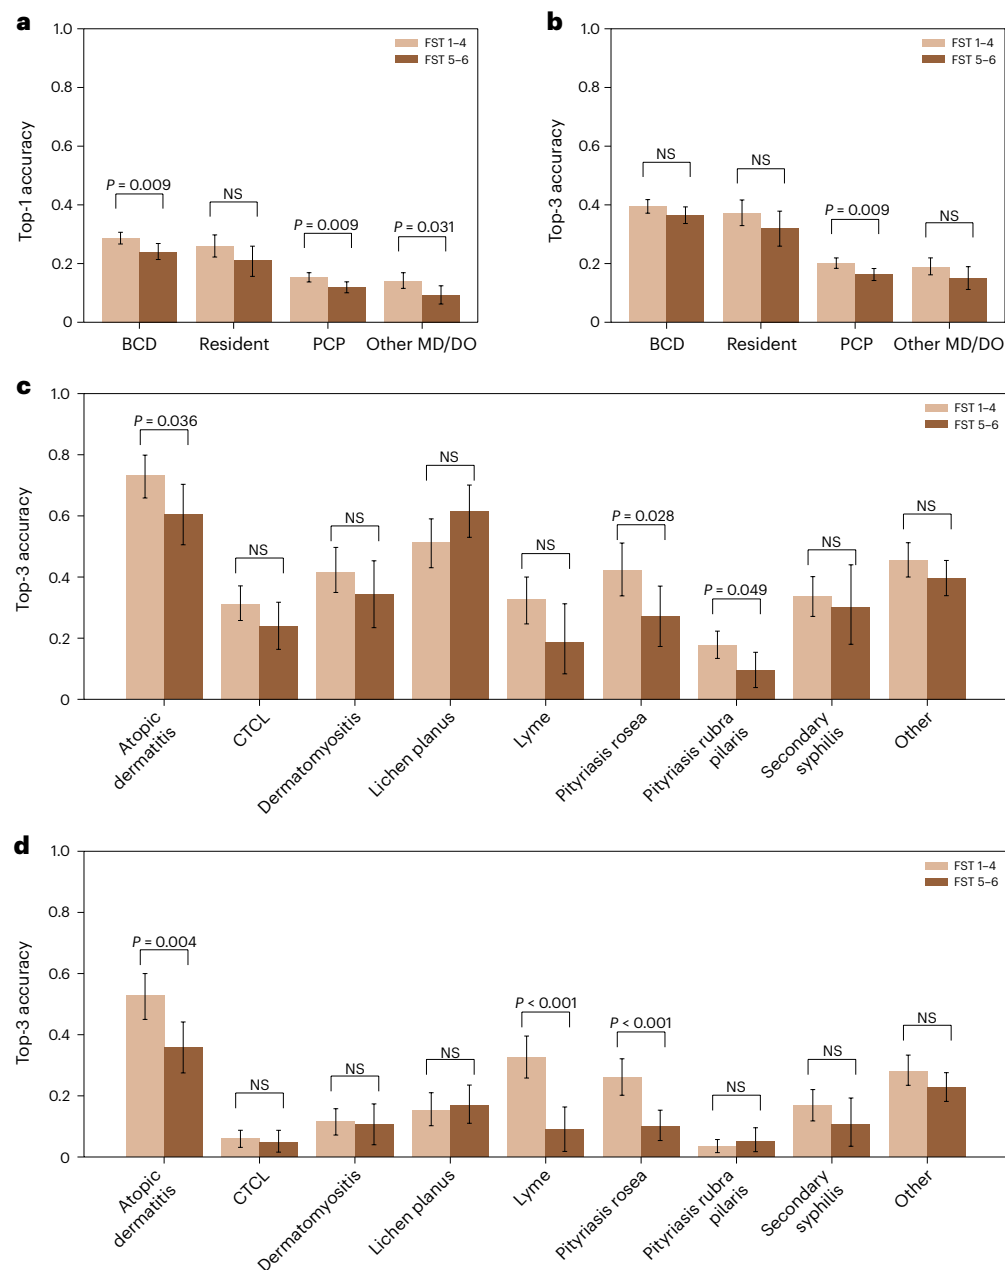 a
1.0
0.8
0.6
0.4
0.2
0
Top-1 accuracy
FST 1–4
FST 5–6
P = 0.009
NS
P = 0.009
P = 0.031
BCD
Resident
PCP
Other MD/DO
b
1.0
0.8
0.6
0.4
0.2
0
Top-3 accuracy
FST 1–4
FST 5–6
NS
NS
P = 0.009
NS
BCD
Resident
PCP
Other MD/DO
c
1.0
0.8
0.6
0.4
0.2
0
Top-3 accuracy
FST 1–4
FST 5–6
P = 0.036
NS
NS
NS
NS
P = 0.028
P = 0.049
NS
NS
Atopic
dermatitis
CTCL
Dermatomyositis
Lichen planus
Lyme
Pityriasis rosea
Pityriasis rubra
pilaris
Secondary
syphilis
Other
d
1.0
0.8
0.6
0.4
0.2
0
Top-3 accuracy
FST 1–4
FST 5–6
P = 0.004
NS
NS
NS
P < 0.001
P < 0.001
NS
NS
NS
Atopic
dermatitis
CTCL
Dermatomyositis
Lichen planus
Lyme
Pityriasis rosea
Pityriasis rubra
pilaris
Secondary
syphilis
Other